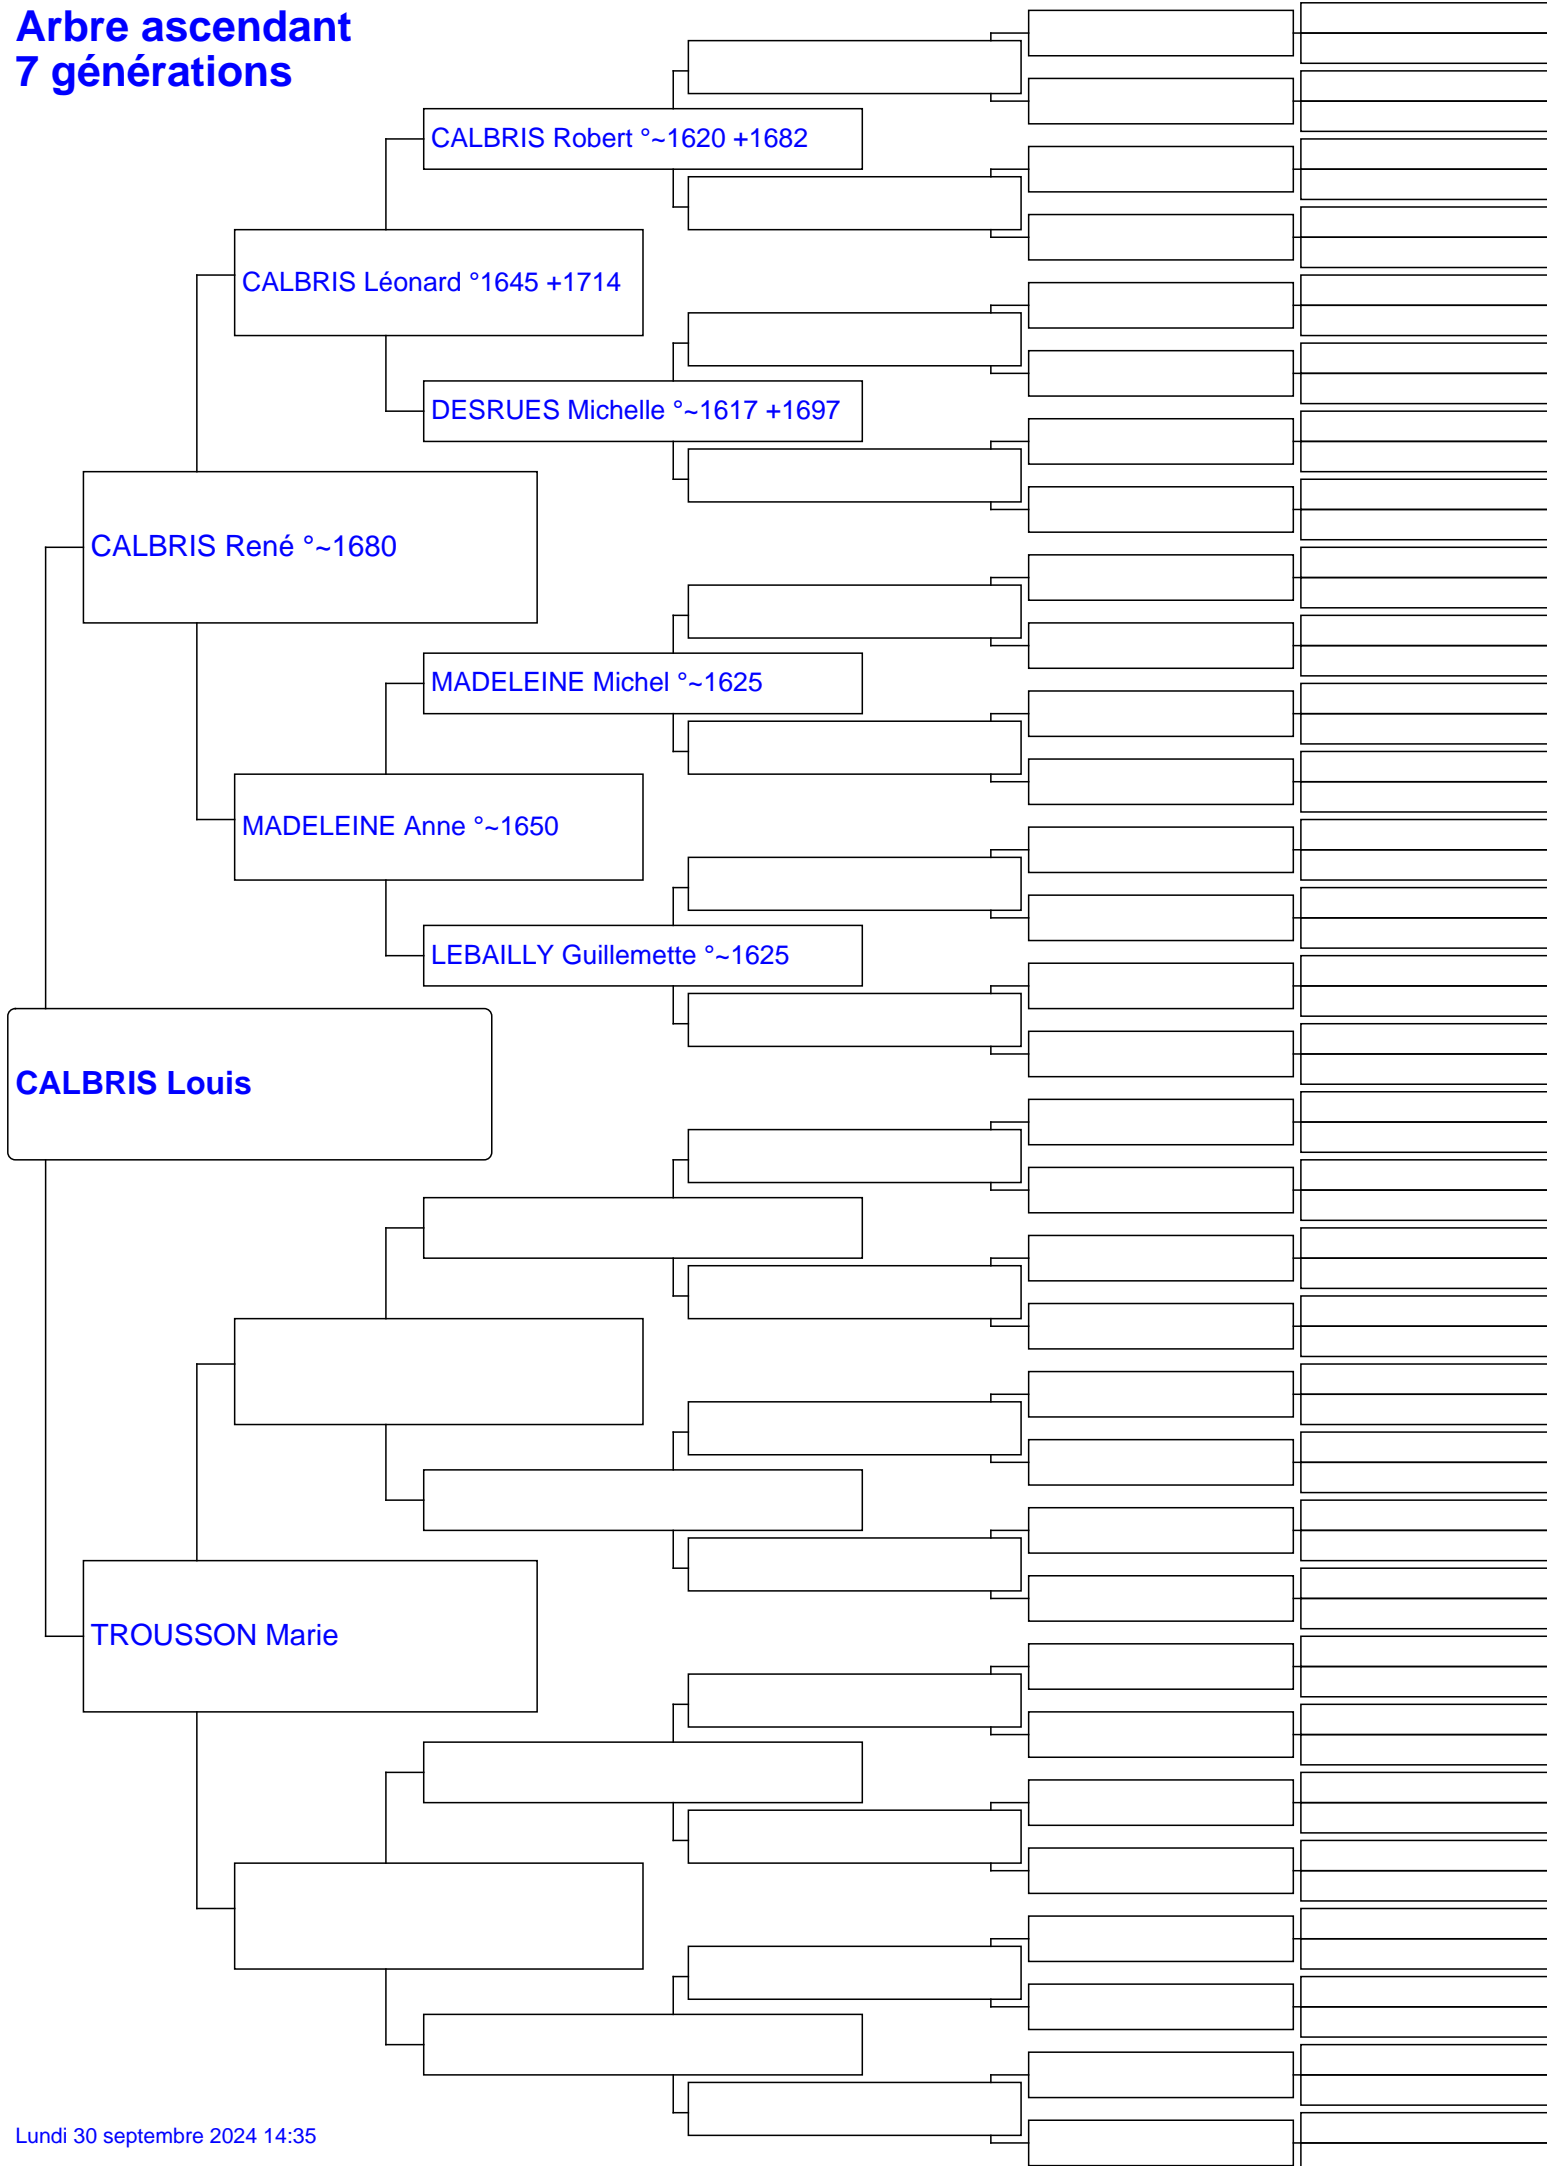 Arbre ascendant
7 générations
CALBRIS Robert °~1620 +1682
CALBRIS Léonard °1645 +1714
DESRUES Michelle °~1617 +1697
CALBRIS René °~1680
MADELEINE Michel °~1625
MADELEINE Anne °~1650
LEBAILLY Guillemette °~1625
CALBRIS Louis
TROUSSON Marie
Lundi 30 septembre 2024 14:35